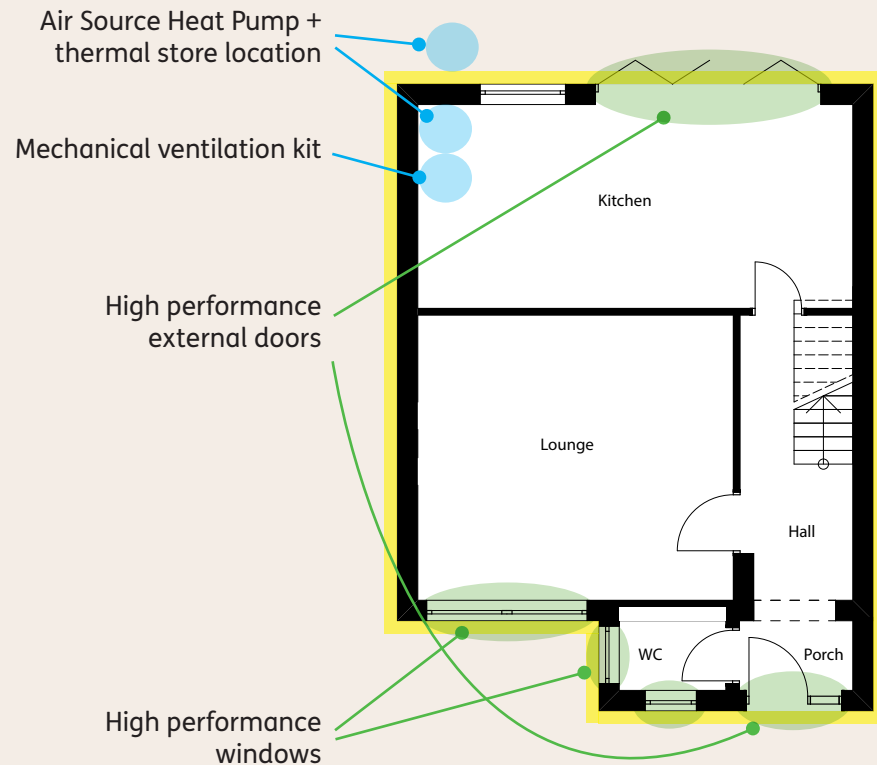 Air Source Heat Pump +
thermal store location
Mechanical ventilation kit
Kitchen
High performance
external doors
Lounge
Hall
WC
Porch
High performance
windows